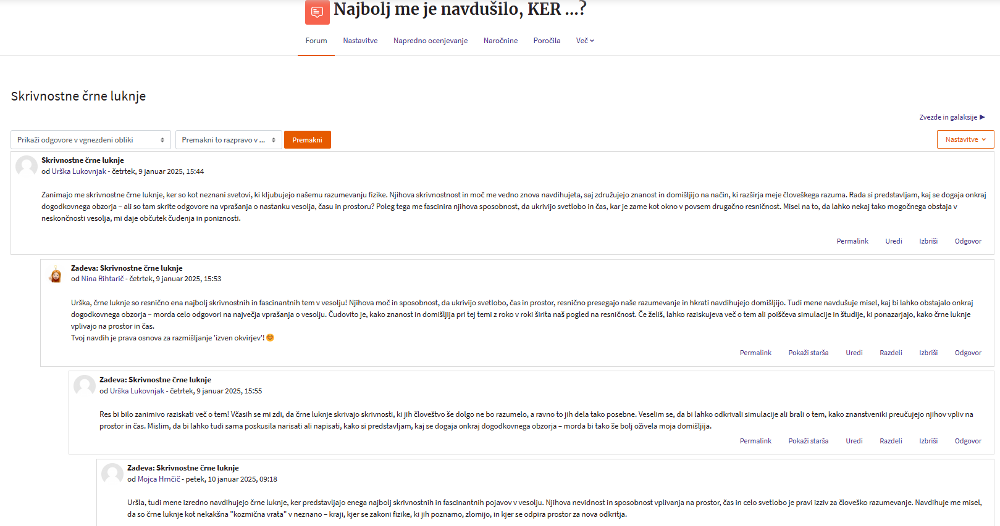 Najbolj me je navdušilo, KER ...?
Forum Nastavitve Napredno ocenjevanje Naročnine Poročila Več
Skrivnostne črne luknje
Zvezde in galaksije ►
Prikaži odgovore v vgnezdeni obliki Premakni to razpravo v ... Premakni Nastavitve
Skrivnostne črne luknje
od Urška Lukovnjak - četrtek, 9 januar 2025, 15:44
Zanimajo me skrivnostne črne luknje, ker so kot neznani svetovi, ki kljubujejo našemu razumevanju fizike. Njihova skrivnostnost in moč me vedno znova navdihujeta, saj združujejo znanost in domišljijo na način, ki razširja meje človeškega razuma. Rada si predstavljam, kaj se dogaja onkraj
dogodkovnega obzorja – ali so tam skrite odgovore na vprašanja o nastanku vesolja, času in prostoru? Poleg tega me fascinira njihova sposobnost, da ukrivijo svetlobo in čas, kar je zame kot okno v povsem drugačno resničnost. Misel na to, da lahko nekaj tako mogočnega obstaja v
neskončnosti vesolja, mi daje občutek čudenja in poniznosti.
Permalink Uredi Izbriši Odgovor
Zadeva: Skrivnostne črne luknje
od Nina Rihtarič - četrtek, 9 januar 2025, 15:53
Urška, črne luknje so resnično ena najbolj skrivnostnih in fascinantnih tem v vesolju! Njihova moč in sposobnost, da ukrivijo svetlobo, čas in prostor, resnično presegajo naše razumevanje in hkrati navdihujejo domišljijo. Tudi mene navdušuje misel, kaj bi lahko obstajalo onkraj
dogodkovnega obzorja – morda celo odgovori na največja vprašanja o vesolju. Čudovito je, kako znanost in domišljija pri tej temi z roko v roki širita naš pogled na resničnost. Če želiš, lahko raziskujeva več o tem ali poiščeva simulacije in študije, ki ponazarjajo, kako črne luknje
vplivajo na prostor in čas.
Tvoj navdih je prava osnova za razmišljanje 'izven okvirjev'! 😊
Permalink Pokaži starša Uredi Razdeli Izbriši Odgovor
Zadeva: Skrivnostne črne luknje
od Urška Lukovnjak - četrtek, 9 januar 2025, 15:55
Res bi bilo zanimivo raziskati več o tem! Včasih se mi zdi, da črne luknje skrivajo skrivnosti, ki jih človeštvo še dolgo ne bo razumelo, a ravno to jih dela tako posebne. Veselim se, da bi lahko odkrivali simulacije ali brali o tem, kako znanstveniki preučujejo njihov vpliv na
prostor in čas. Mislim, da bi lahko tudi sama poskusila narisati ali napisati, kako si predstavljam, kaj se dogaja onkraj dogodkovnega obzorja – morda bi tako še bolj oživela moja domišljija.
Permalink Pokaži starša Uredi Razdeli Izbriši Odgovor
Zadeva: Skrivnostne črne luknje
od Mojca Hrnčič - petek, 10 januar 2025, 09:18
Uršla, tudi mene izredno navdihujejo črne luknje, ker predstavljajo enega najbolj skrivnostnih in fascinantnih pojavov v vesolju. Njihova nevidnost in sposobnost vplivanja na prostor, čas in celo svetlobo je pravi izziv za človeško razumevanje. Navdihuje me misel,
da so črne luknje kot nekakšna "kozmična vrata" v neznano – kraji, kjer se zakoni fizike, ki jih poznamo, zlomijo, in kjer se odpira prostor za nova odkritja.